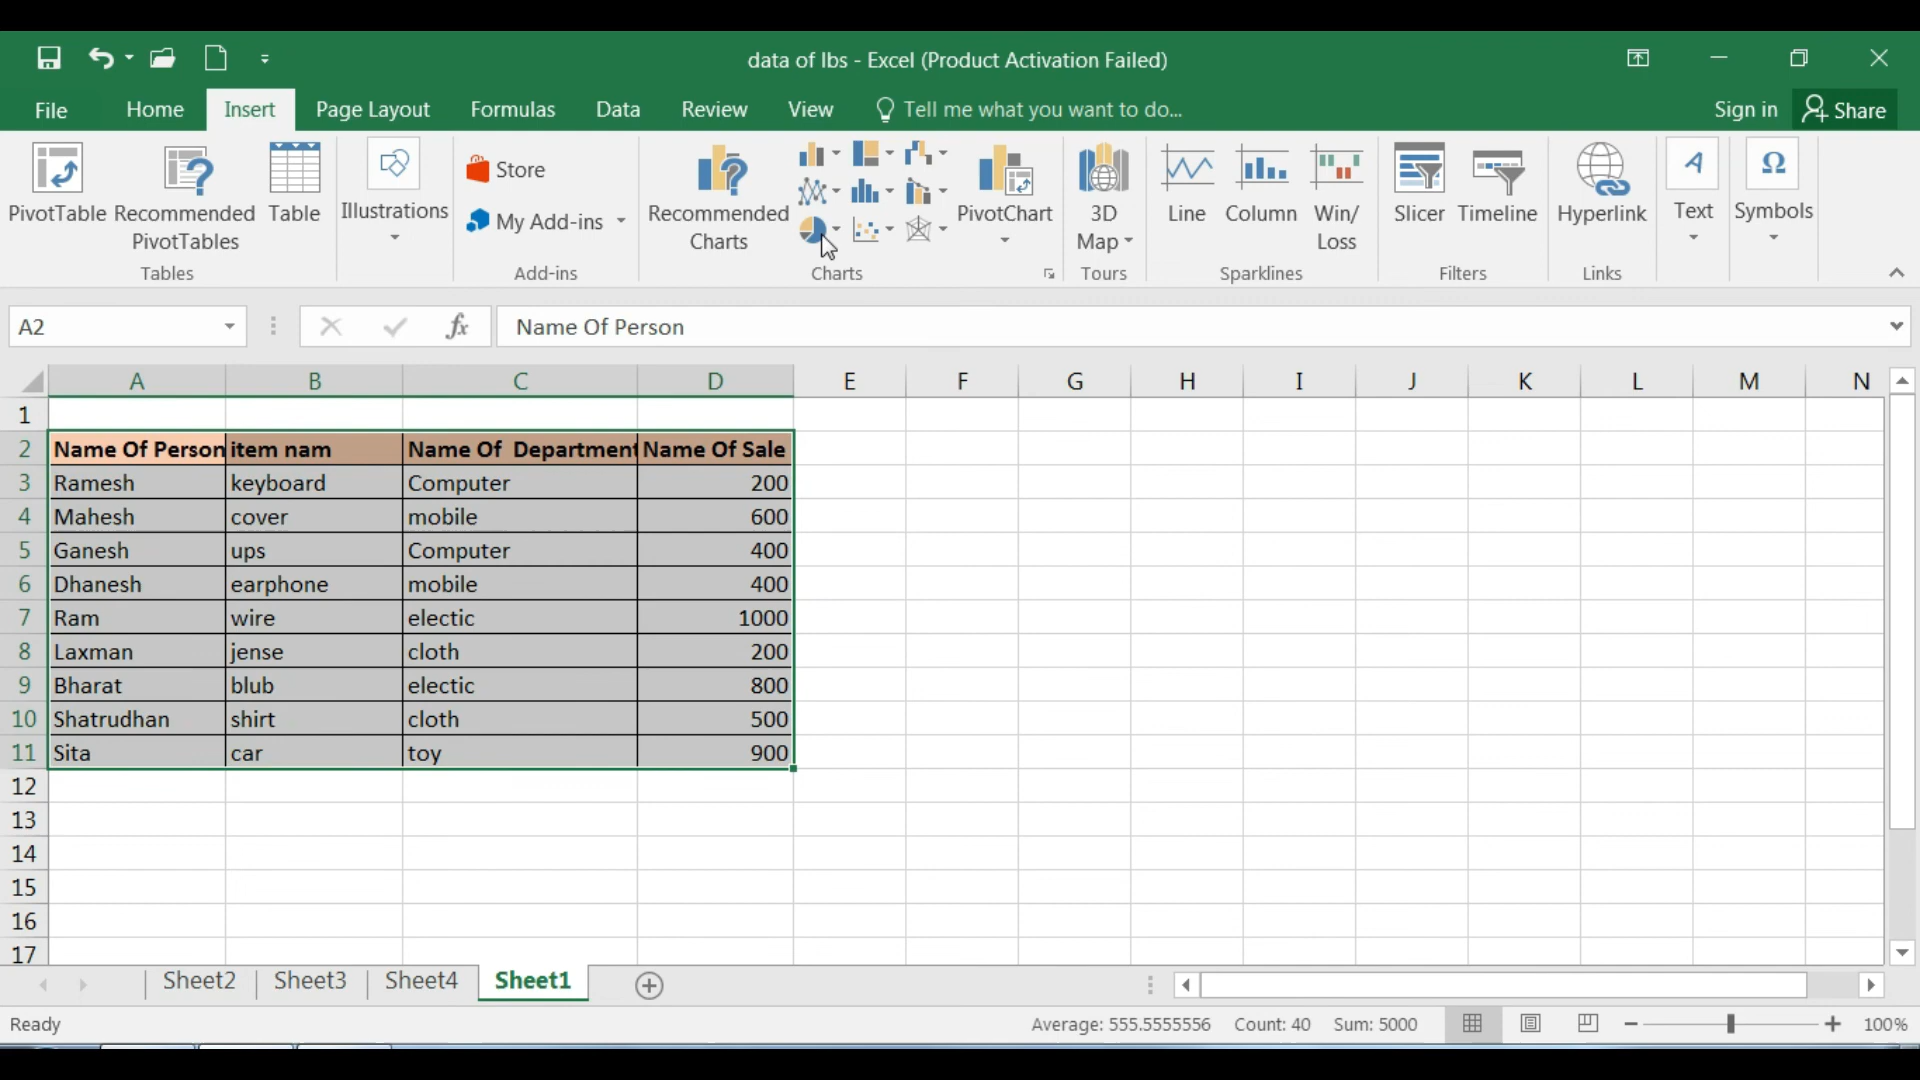 data of lbs - Excel (Product Activation Failed)
File Home Insert Page Layout Formulas Data Review View Tell me what you want to do... Sign in Share
PivotTable Recommended PivotTables Table Illustrations Store My Add-ins Recommended Charts PivotChart 3D Map Line Column Win/ Loss Slicer Timeline Hyperlink Text Symbols
Tables Add-ins Charts Tours Sparklines Filters Links
A2 fx Name Of Person
A B C D E F G H I J K L M N
1
2 Name Of Person item nam Name Of Department Name Of Sale
3 Ramesh keyboard Computer 200
4 Mahesh cover mobile 600
5 Ganesh ups Computer 400
6 Dhanesh earphone mobile 400
7 Ram wire electic 1000
8 Laxman jense cloth 200
9 Bharat blub electic 800
10 Shatrudhan shirt cloth 500
11 Sita car toy 900
12
13
14
15
16
17
Sheet2 Sheet3 Sheet4 Sheet1
Ready Average: 555.5555556 Count: 40 Sum: 5000 100%